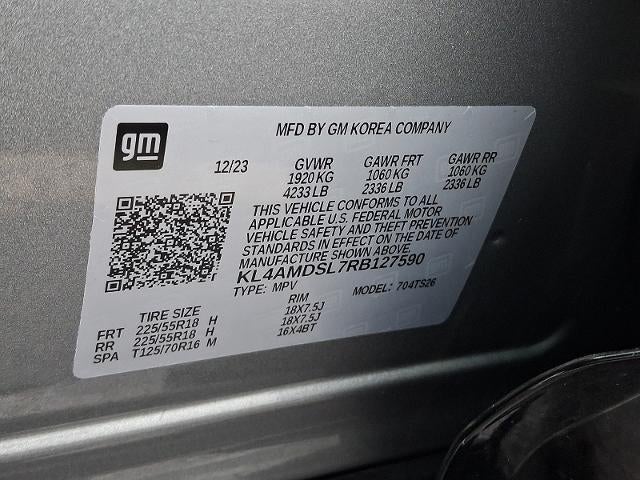 gm
MFD BY GM KOREA COMPANY
12/23 GVWR GAWR FRT GAWR RR
1920 KG 1060 KG 1060 KG
4233 LB 2336 LB 2336 LB
THIS VEHICLE CONFORMS TO ALL
APPLICABLE U.S. FEDERAL MOTOR
VEHICLE SAFETY AND THEFT PREVENTION
STANDARDS IN EFFECT ON THE DATE OF
MANUFACTURE SHOWN ABOVE.
KL4AMDSL7RB127590
TYPE: MPV MODEL: 704TS26
TIRE SIZE RIM
FRT 225/55R18 H 18X7.5J
RR 225/55R18 H 18X7.5J
SPA T125/70R16 M 16X4BT